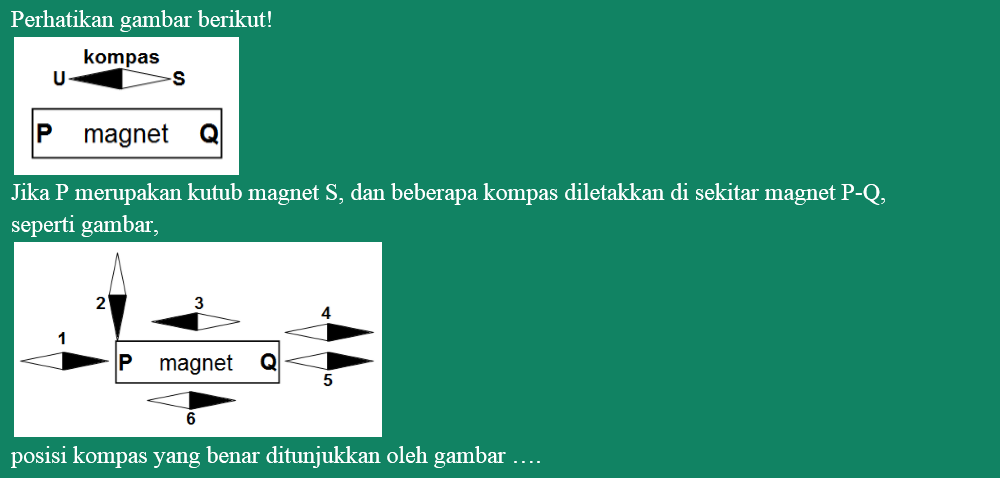 Perhatikan gambar berikut!
kompas
U S
P magnet Q
Jika P merupakan kutub magnet S, dan beberapa kompas diletakkan di sekitar magnet P-Q,
seperti gambar,
2 3
4
1
P magnet Q
5
6
posisi kompas yang benar ditunjukkan oleh gambar ….